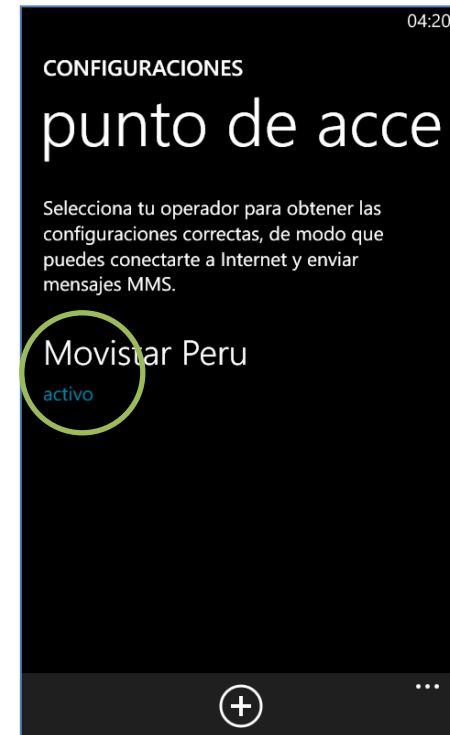 04:20
CONFIGURACIONES
punto de acce
Selecciona tu operador para obtener las
configuraciones correctas, de modo que
puedes conectarte a Internet y enviar
mensajes MMS.
Movistar Peru
activo